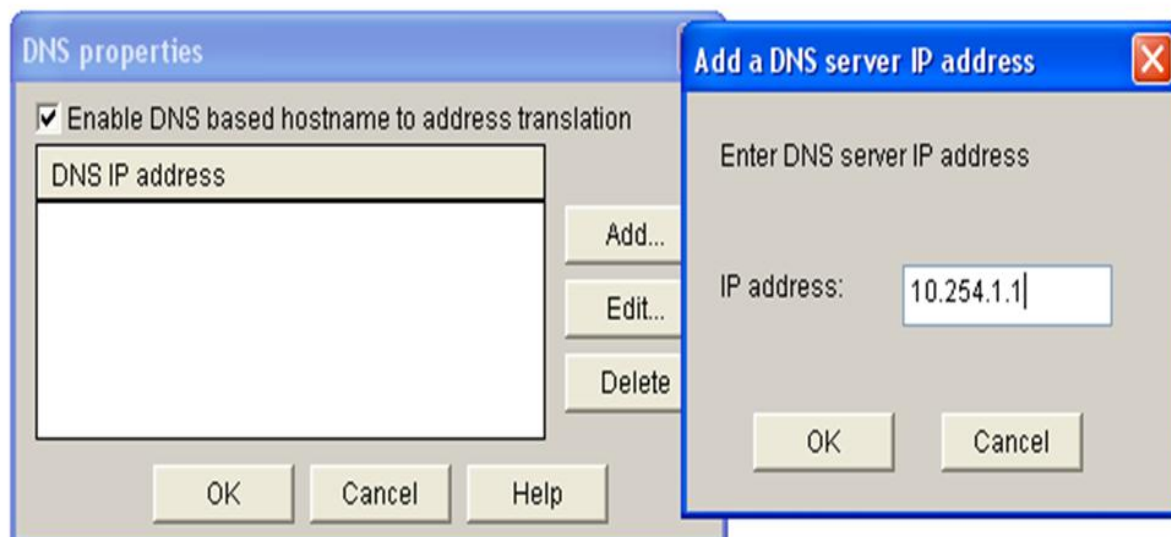 DNS properties
Enable DNS based hostname to address translation
DNS IP address
Add...
Edit...
Delete
OK
Cancel
Help
Add a DNS server IP address
Enter DNS server IP address
IP address:
10.254.1.1
OK
Cancel